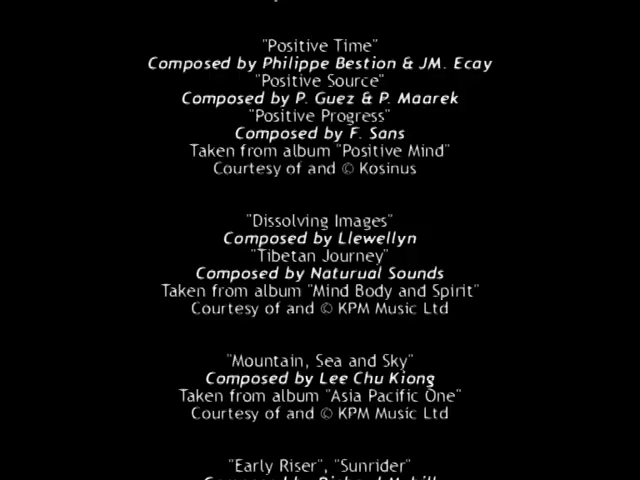 "Positive Time"
Composed by Philippe Bestion & JM. Ecay
"Positive Source"
Composed by P. Guez & P. Maarek
"Positive Progress"
Composed by F. Sans
Taken from album "Positive Mind"
Courtesy of and © Kosinus
"Dissolving Images"
Composed by Llewellyn
"Tibetan Journey"
Composed by Naturual Sounds
Taken from album "Mind Body and Spirit"
Courtesy of and © KPM Music Ltd
"Mountain, Sea and Sky"
Composed by Lee Chu Kiong
Taken from album "Asia Pacific One"
Courtesy of and © KPM Music Ltd
"Early Riser", "Sunrider"
Composed by Richard